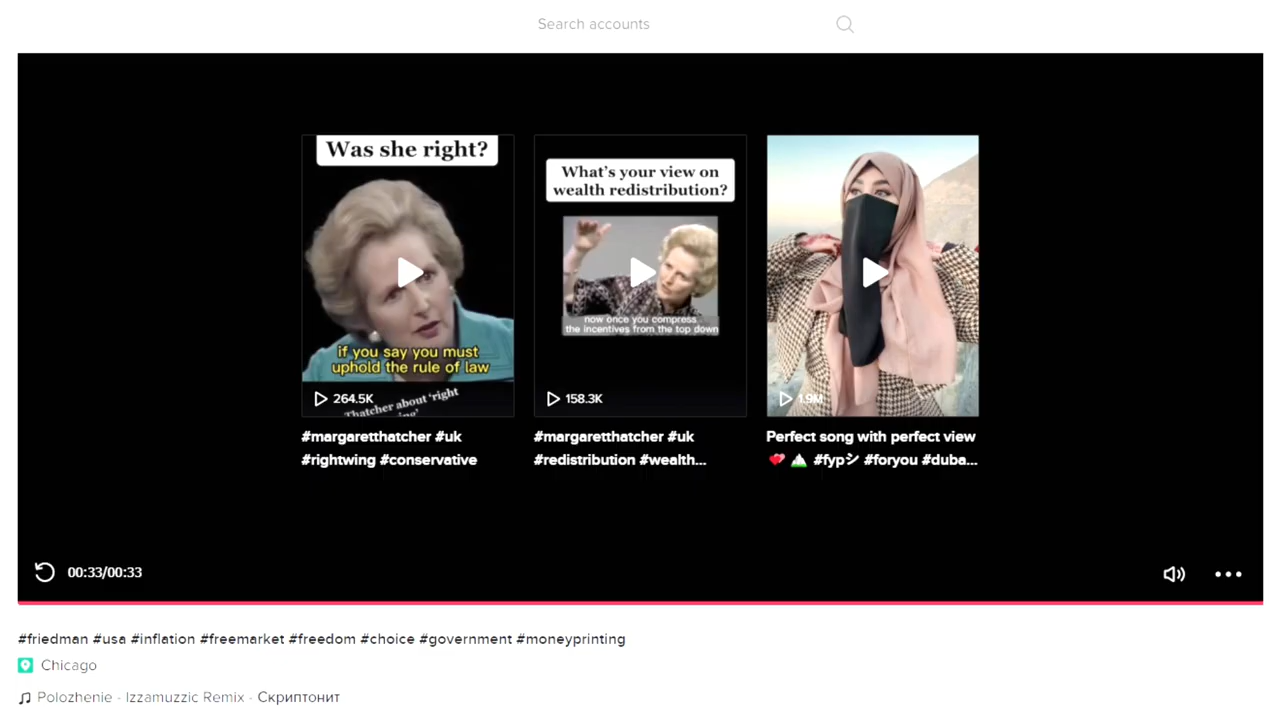 Search accounts
Was she right?
if you say you must
uphold the rule of law
264.5K
Thatcher about 'right
#margaretthatcher #uk
#rightwing #conservative
What's your view on
wealth redistribution?
now once you compress
the incentives from the top down
158.3K
#margaretthatcher #uk
#redistribution #wealth...
1.9M
Perfect song with perfect view
💓 ⛰️ #fypシ #foryou #duba...
00:33/00:33
#friedman #usa #inflation #freemarket #freedom #choice #government #moneyprinting
Chicago
Polozhenie - Izzamuzzic Remix - Скриптонит